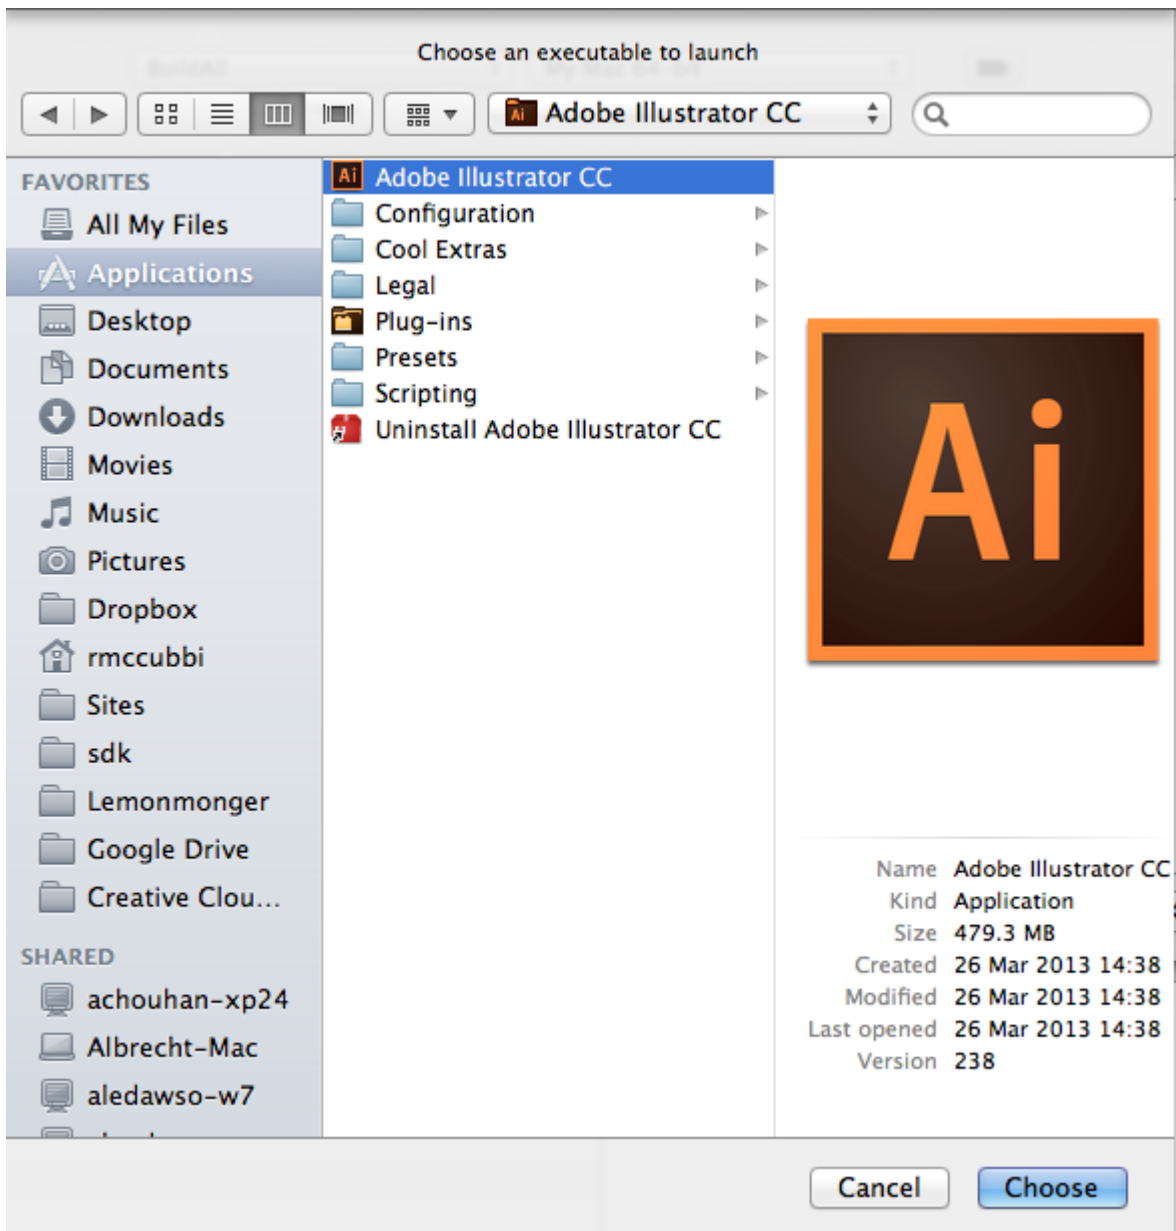 Choose an executable to launch
Adobe Illustrator CC
FAVORITES
All My Files
Applications
Desktop
Documents
Downloads
Movies
Music
Pictures
Dropbox
rmccubbi
Sites
sdk
Lemonmonger
Google Drive
Creative Clou...
SHARED
achouhan-xp24
Albrecht-Mac
aledawso-w7
Ai Adobe Illustrator CC
Configuration
Cool Extras
Legal
Plug-ins
Presets
Scripting
Uninstall Adobe Illustrator CC
Ai
Name Adobe Illustrator CC
Kind Application
Size 479.3 MB
Created 26 Mar 2013 14:38
Modified 26 Mar 2013 14:38
Last opened 26 Mar 2013 14:38
Version 238
Cancel
Choose